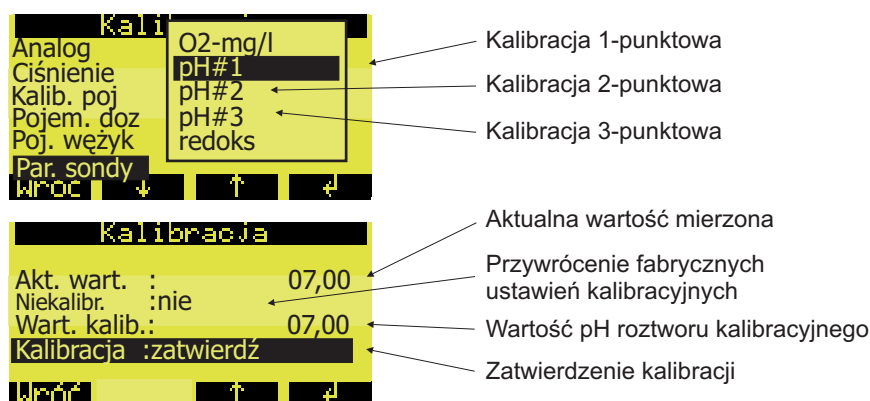 Kali
Analog
Ciśnienie
Kalib. poj
Pojem. doz
Poj. wężyk
Par. sondy
O2-mg/l
pH#1
pH#2
pH#3
redoks
Wróć ↓ ↑ ↲
Kalibracja 1-punktowa
Kalibracja 2-punktowa
Kalibracja 3-punktowa
Kalibracja
Akt. wart. : 07,00
Niekalibr. :nie
Wart. kalib.: 07,00
Kalibracja :zatwierdź
Wróć ↑ ↲
Aktualna wartość mierzona
Przywrócenie fabrycznych
ustawień kalibracyjnych
Wartość pH roztworu kalibracyjnego
Zatwierdzenie kalibracji